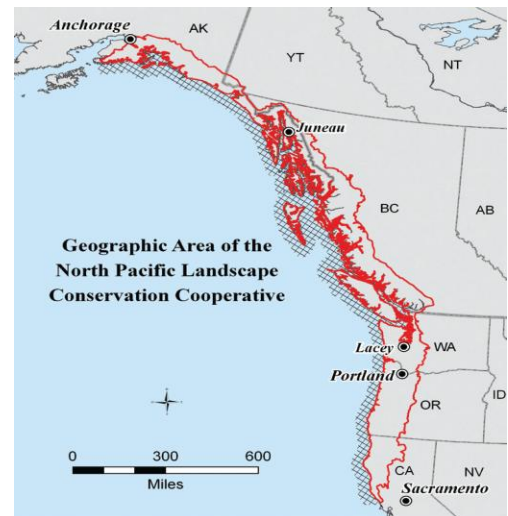 Anchorage
AK
YT
NT
Juneau
BC
AB
Geographic Area of the
North Pacific Landscape
Conservation Cooperative
Lacey
WA
Portland
ID
OR
0 300 600
Miles
CA
NV
Sacramento